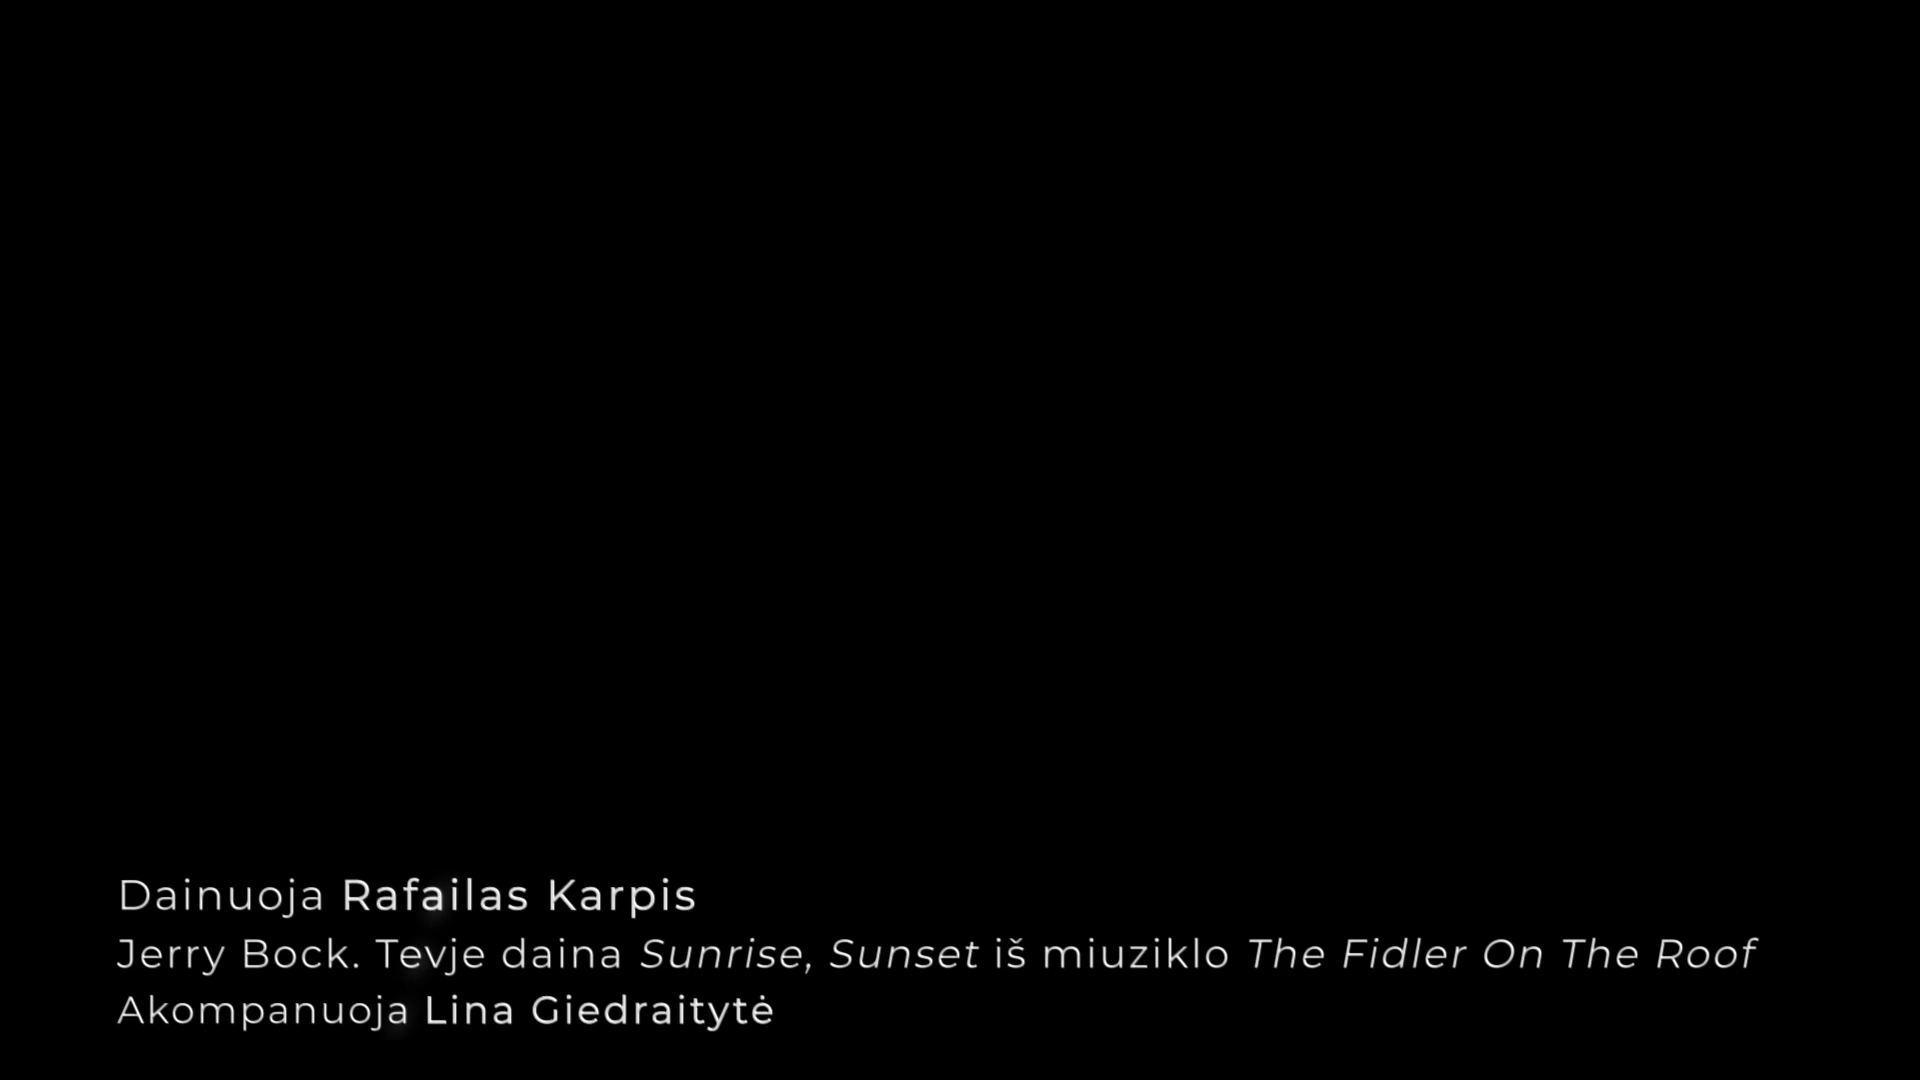 Dainuoja Rafailas Karpis
Jerry Bock. Tevje daina Sunrise, Sunset iš miuziklo The Fidler On The Roof
Akompanuoja Lina Giedraitytė